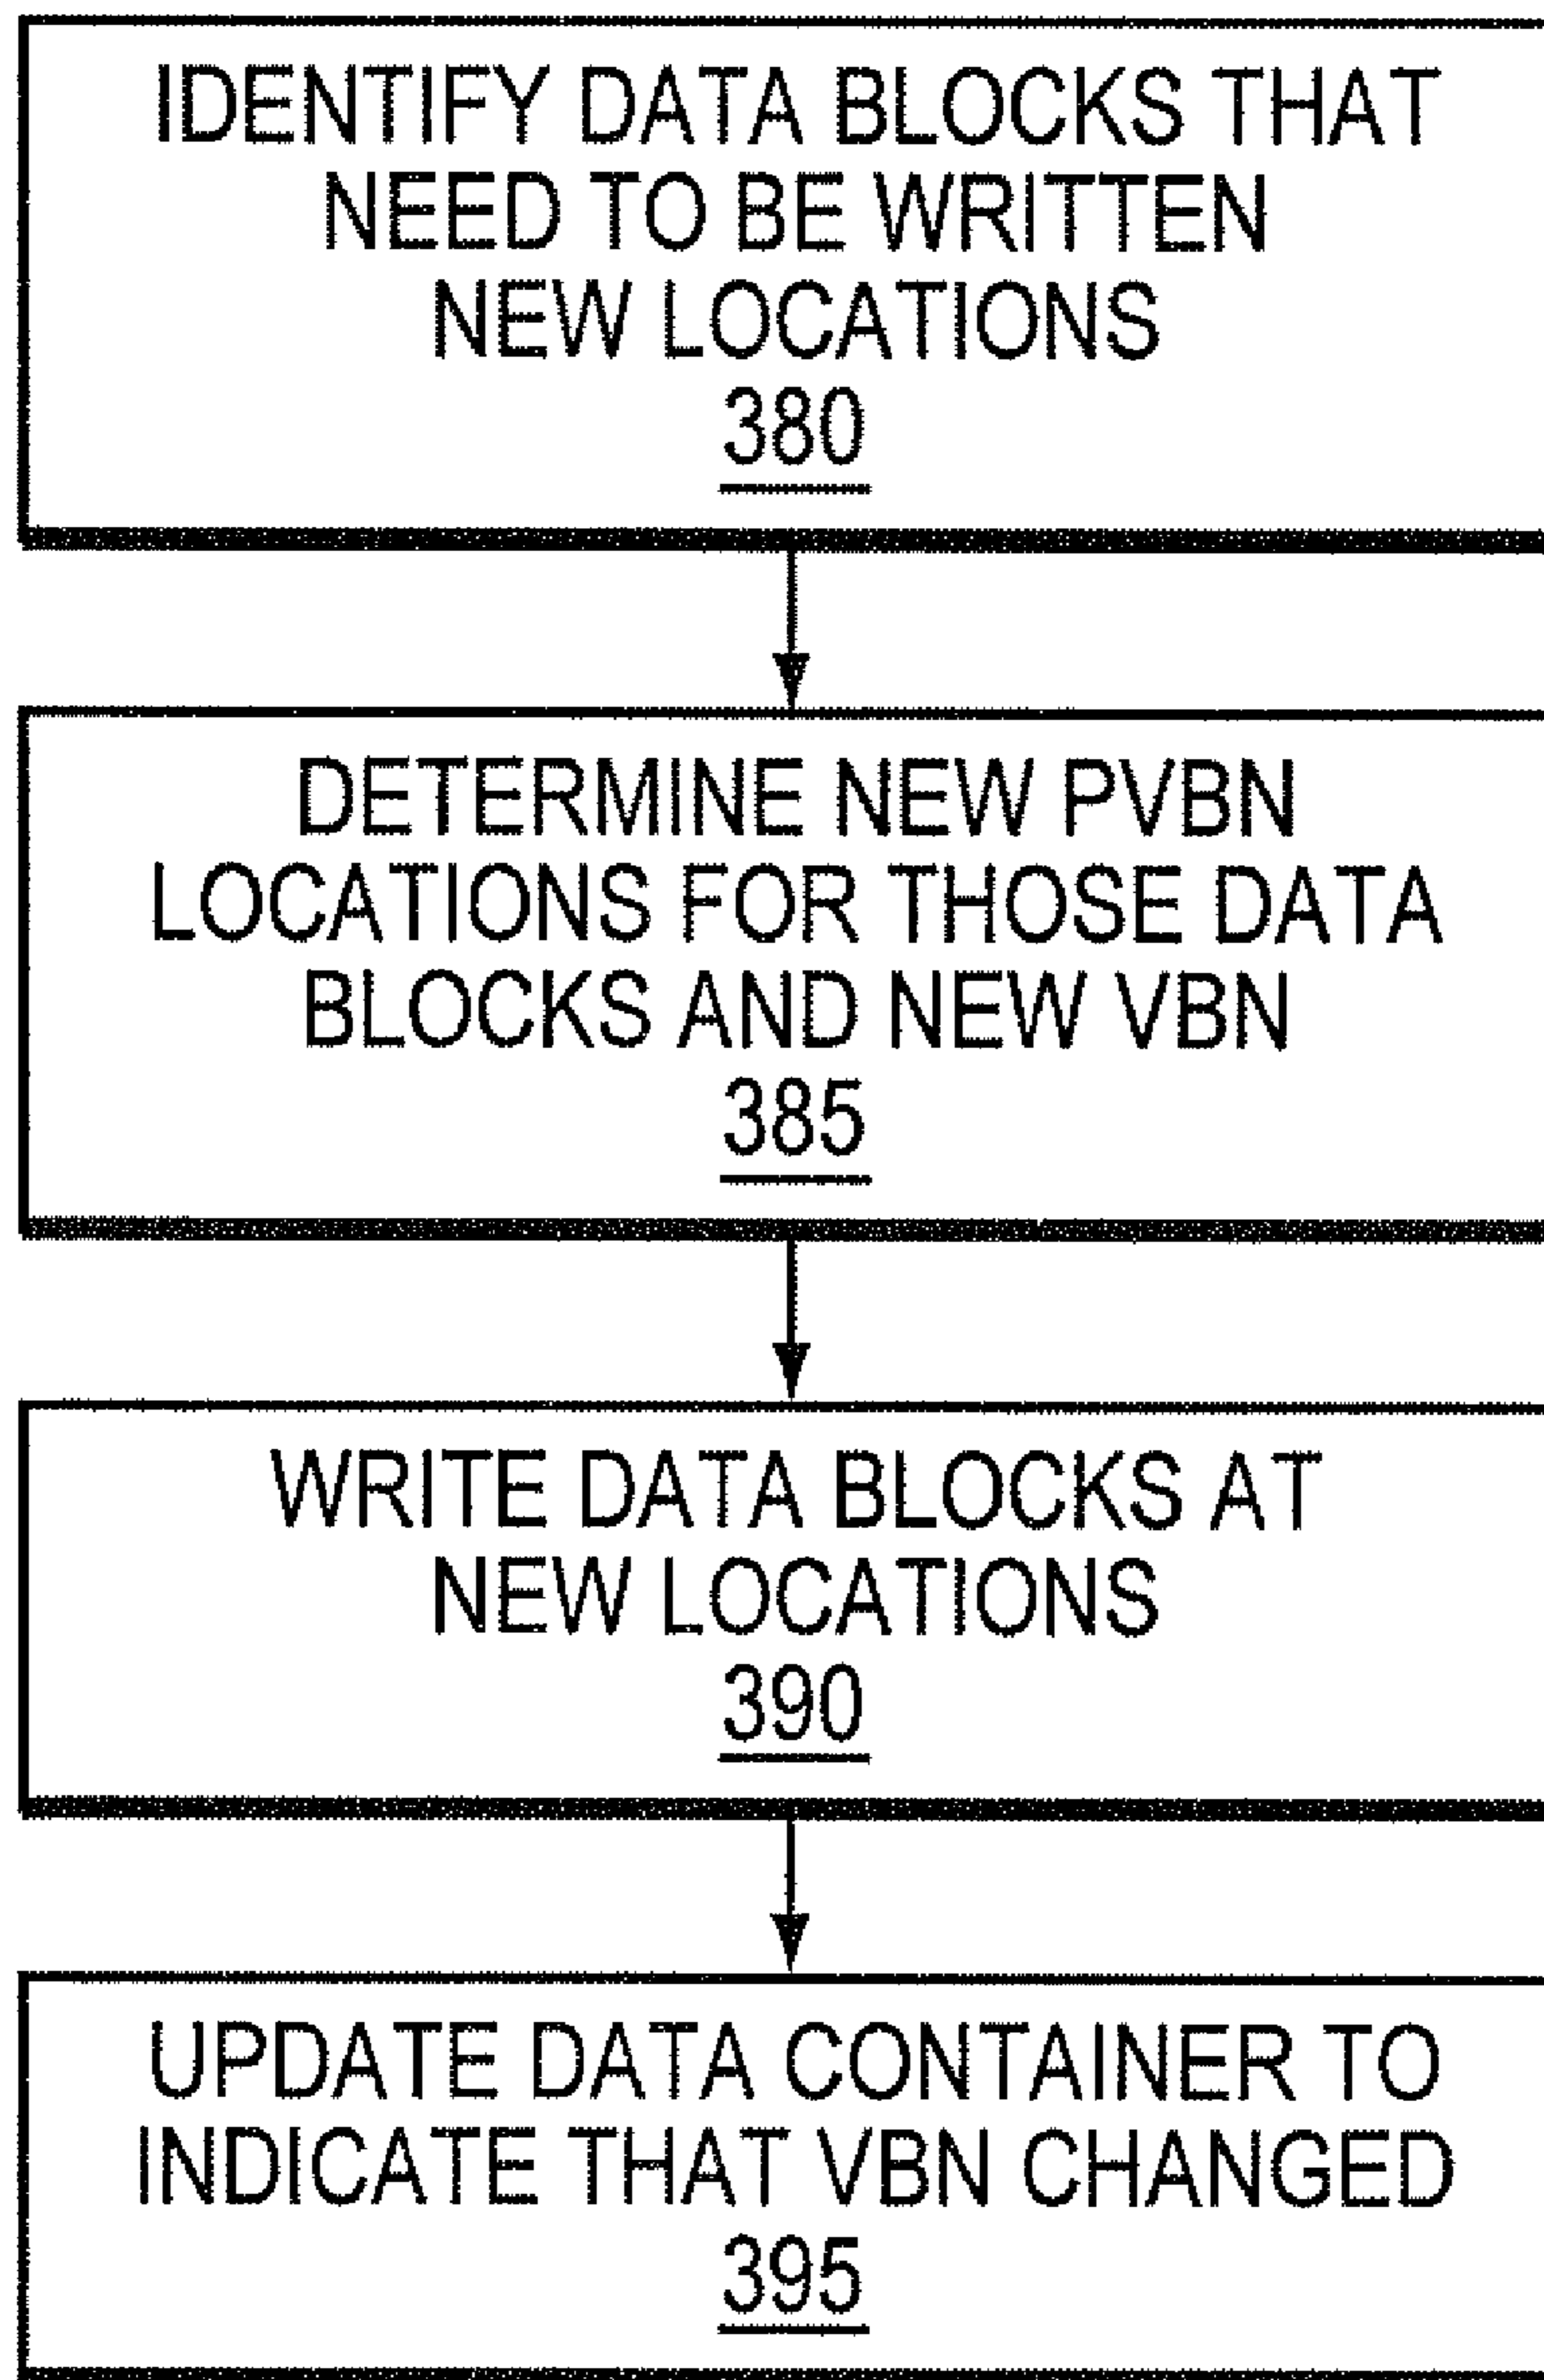 IDENTIFY DATA BLOCKS THAT
NEED TO BE WRITTEN
NEW LOCATIONS
380
DETERMINE NEW PVBN
LOCATIONS FOR THOSE DATA
BLOCKS AND NEW VBN
385
WRITE DATA BLOCKS AT
NEW LOCATIONS
390
UPDATE DATA CONTAINER TO
INDICATE THAT VBN CHANGED
395